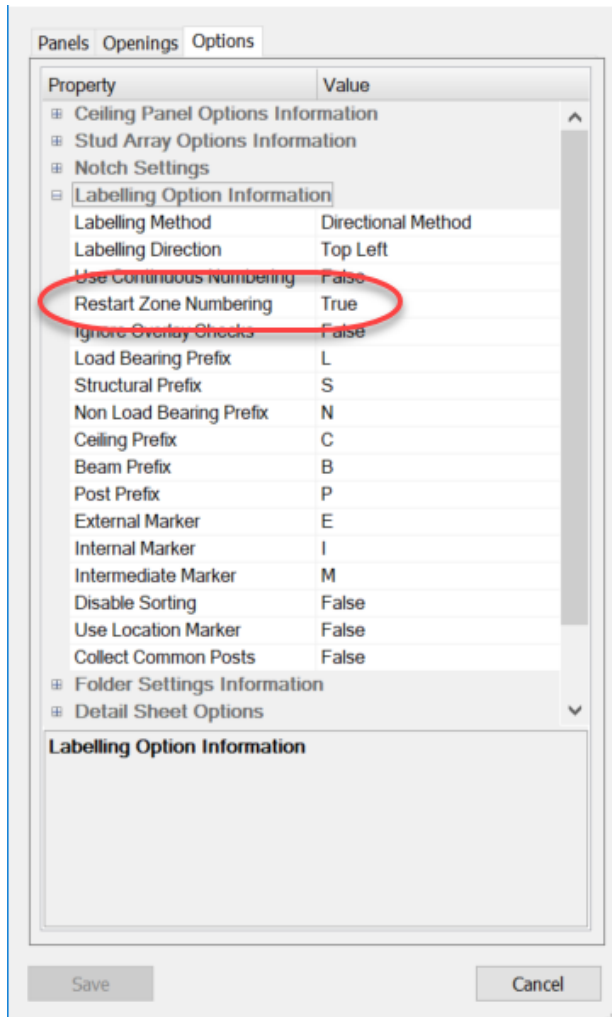 Panels Openings Options
Property Value
Ceiling Panel Options Information
Stud Array Options Information
Notch Settings
Labelling Option Information
Labelling Method Directional Method
Labelling Direction Top Left
Use Continuous Numbering False
Restart Zone Numbering True
Ignore Overlay Checks False
Load Bearing Prefix L
Structural Prefix S
Non Load Bearing Prefix N
Ceiling Prefix C
Beam Prefix B
Post Prefix P
External Marker E
Internal Marker I
Intermediate Marker M
Disable Sorting False
Use Location Marker False
Collect Common Posts False
Folder Settings Information
Detail Sheet Options
Labelling Option Information
Save Cancel